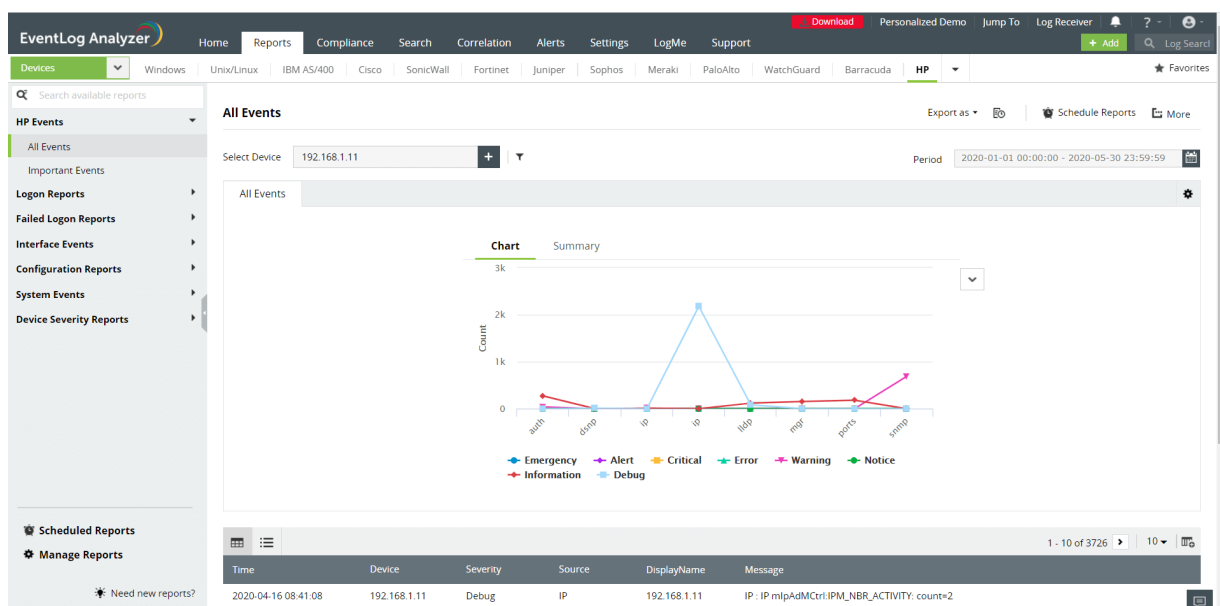 Download Personalized Demo Jump To Log Receiver ?
EventLog Analyzer
Home Reports Compliance Search Correlation Alerts Settings LogMe Support
+ Add Log Searcl
Devices Windows Unix/Linux IBM AS/400 Cisco SonicWall Fortinet Juniper Sophos Meraki PaloAlto WatchGuard Barracuda HP Favorites
Search available reports
HP Events
All Events
Important Events
Logon Reports
Failed Logon Reports
Interface Events
Configuration Reports
System Events
Device Severity Reports
Scheduled Reports
Manage Reports
Need new reports?
All Events
Export as Schedule Reports More
Select Device 192.168.1.11 +
Period 2020-01-01 00:00:00 - 2020-05-30 23:59:59
All Events
Chart Summary
3k
2k
1k
0
Count
auth dsnp ip ip lldp mgr ports snmp
Emergency Alert Critical Error Warning Notice
Information Debug
1 - 10 of 3726 10
Time Device Severity Source DisplayName Message
2020-04-16 08:41:08 192.168.1.11 Debug IP 192.168.1.11 IP : IP mIpAdMCtrl:IPM_NBR_ACTIVITY: count=2